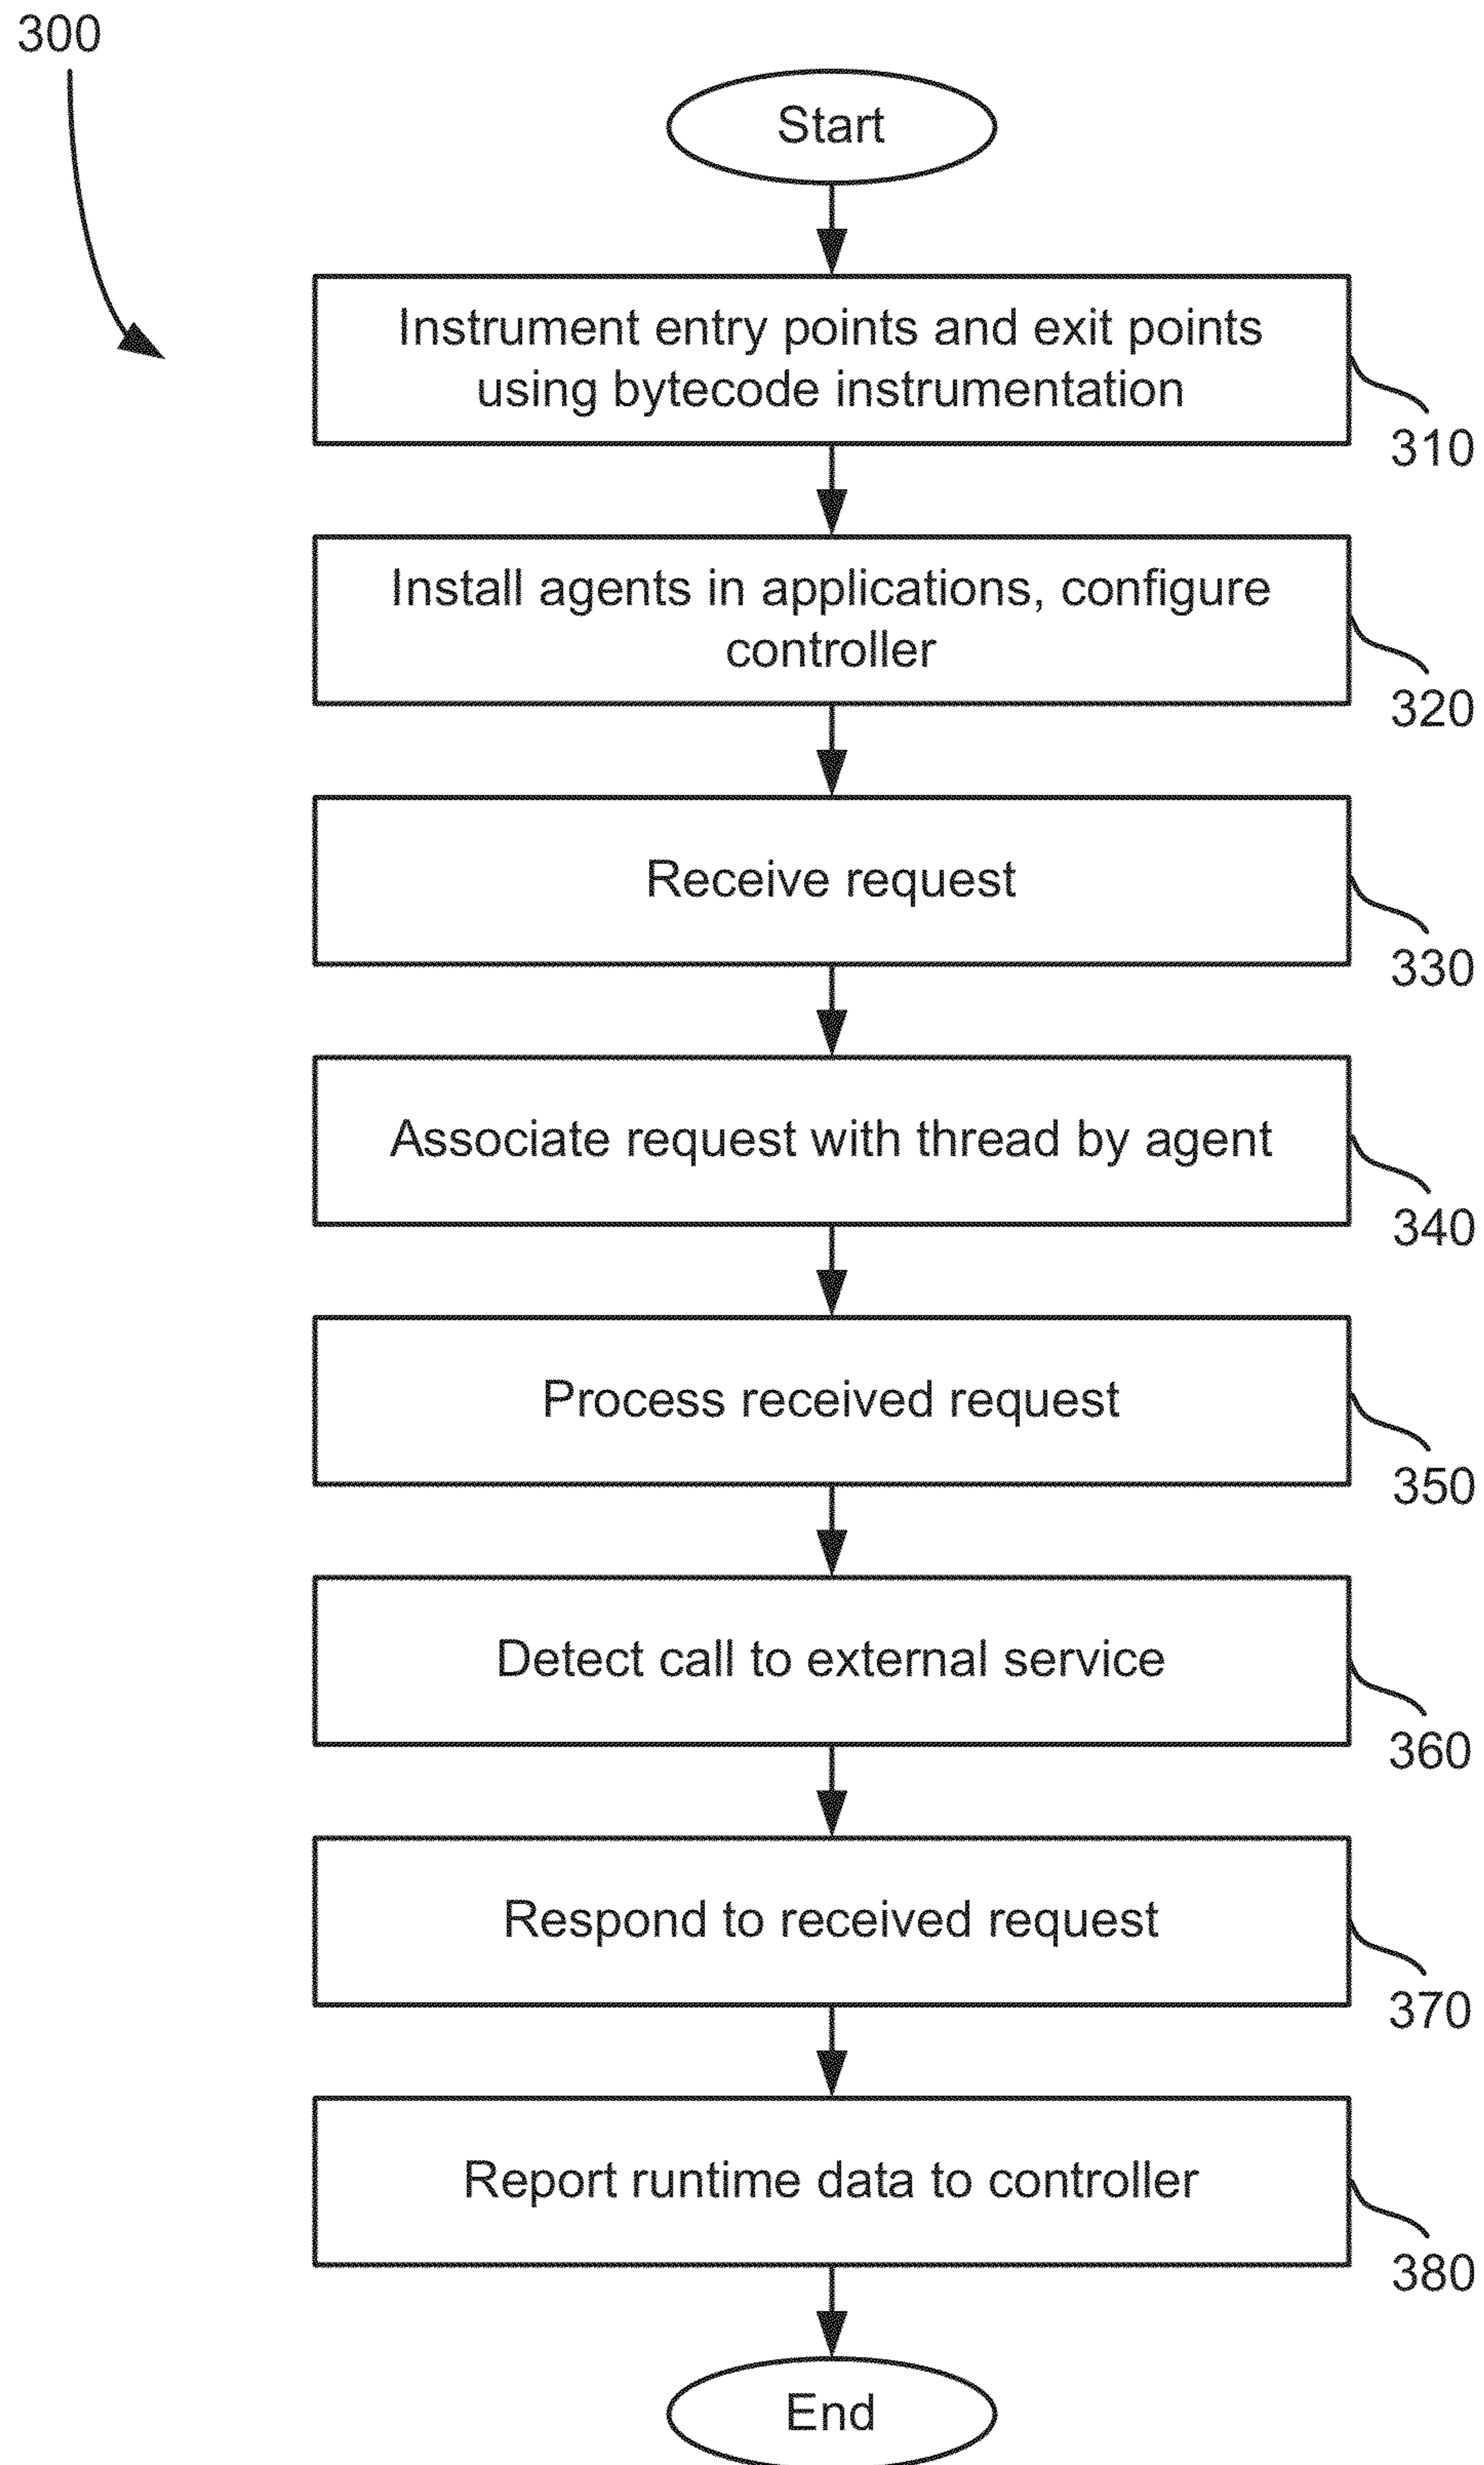 300
Start
Instrument entry points and exit points
using bytecode instrumentation
310
Install agents in applications, configure
controller
320
Receive request
330
Associate request with thread by agent
340
Process received request
350
Detect call to external service
360
Respond to received request
370
Report runtime data to controller
380
End